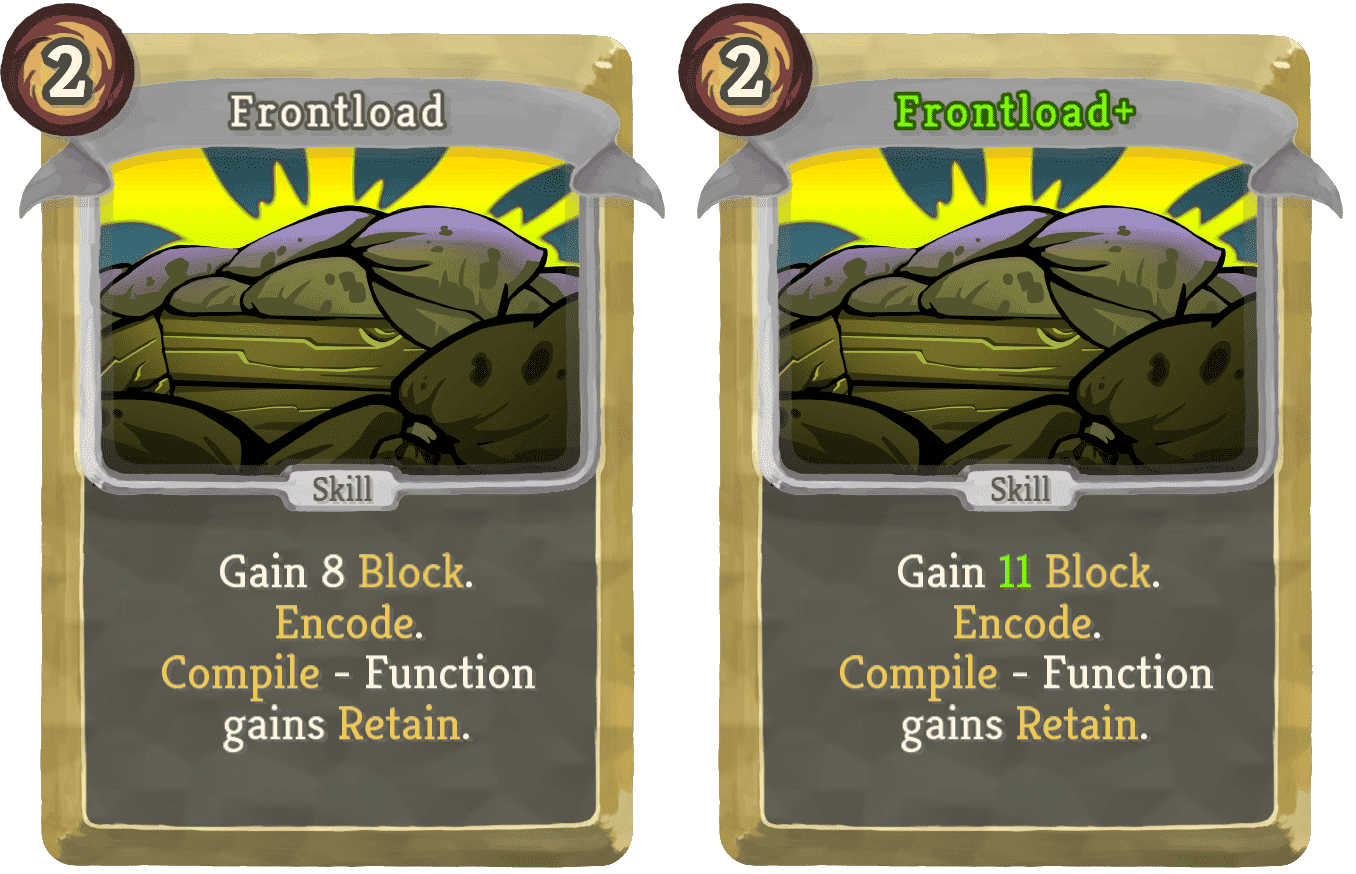 2
Frontload
Skill
Gain 8 Block.
Encode.
Compile - Function
gains Retain.
2
Frontload+
Skill
Gain 11 Block.
Encode.
Compile - Function
gains Retain.